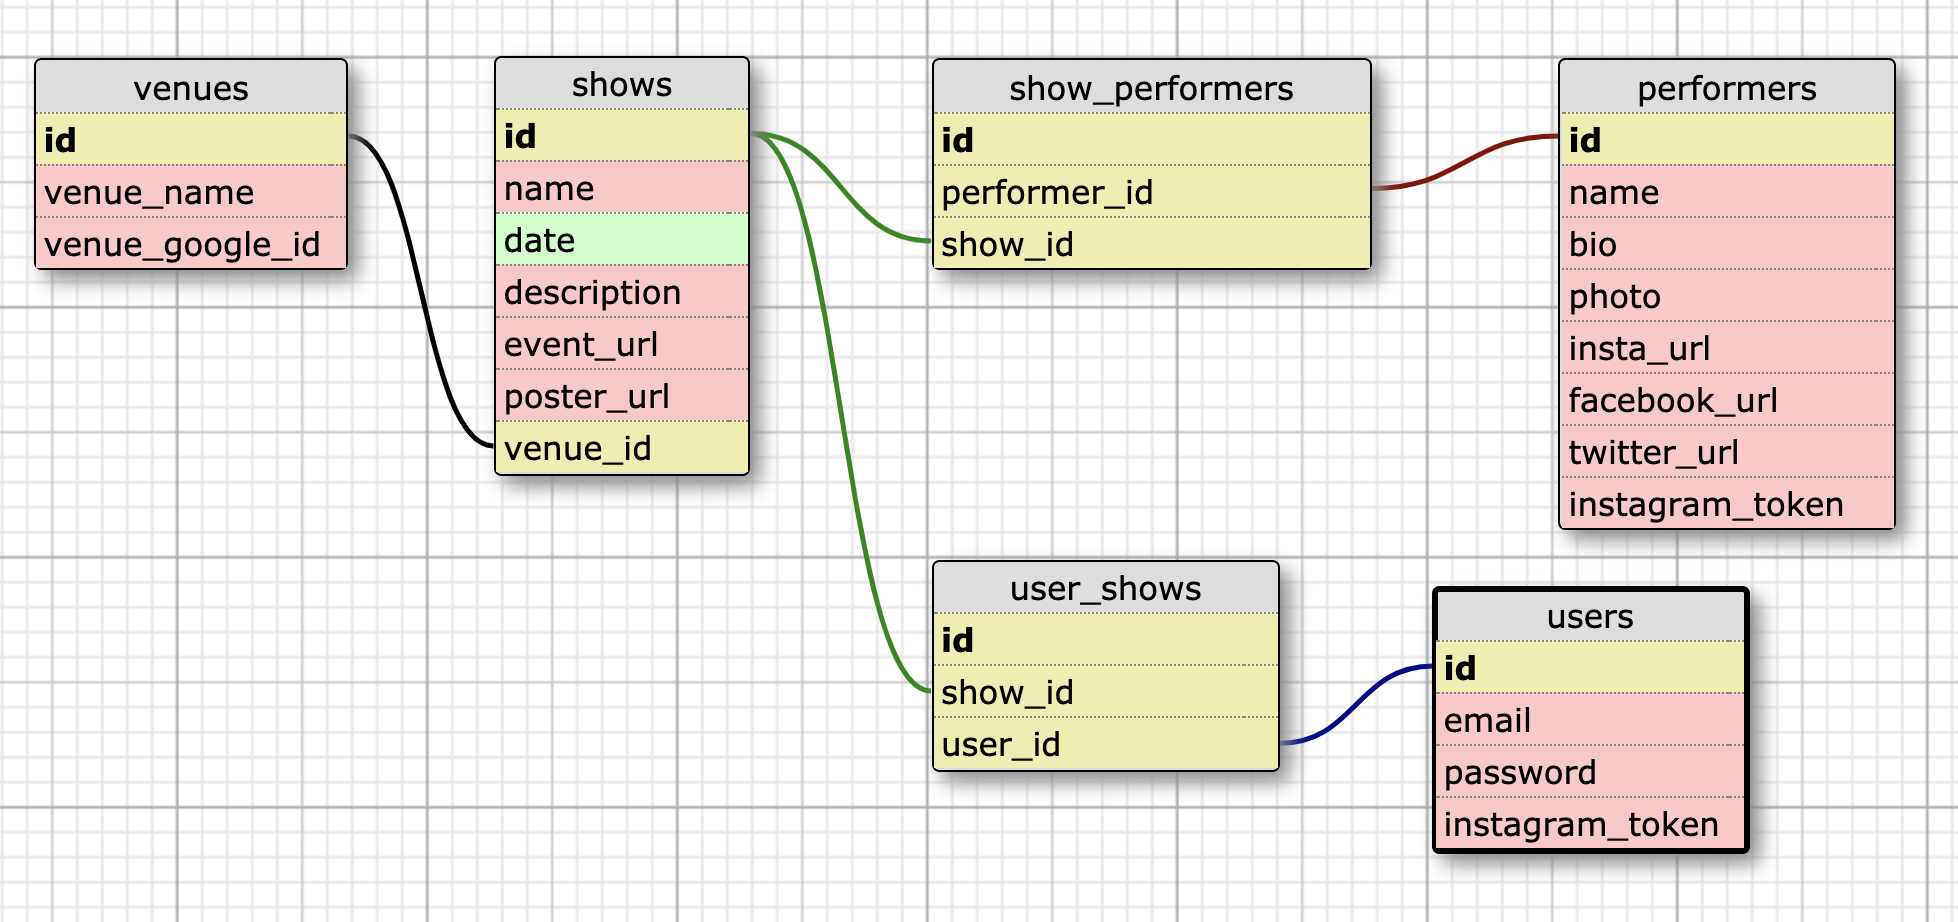 venues
id
venue_name
venue_google_id
shows
id
name
date
description
event_url
poster_url
venue_id
show_performers
id
performer_id
show_id
performers
id
name
bio
photo
insta_url
facebook_url
twitter_url
instagram_token
user_shows
id
show_id
user_id
users
id
email
password
instagram_token